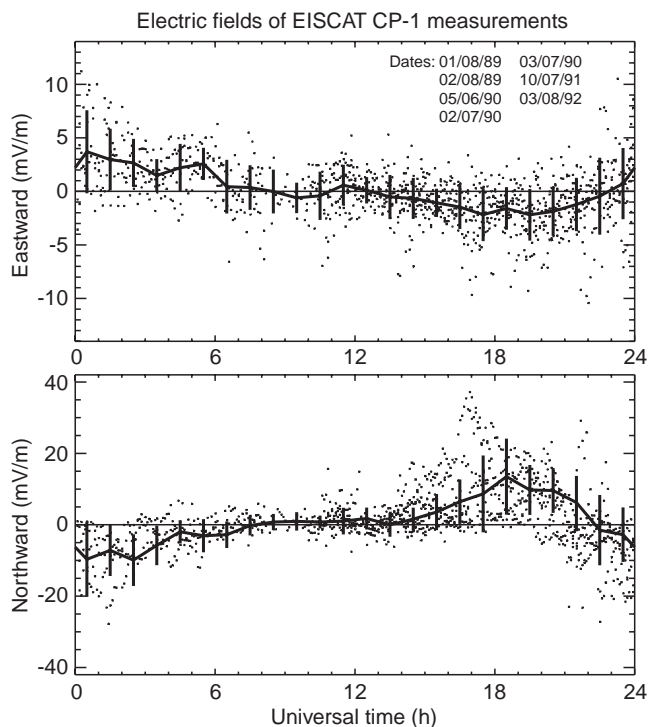 Electric fields of EISCAT CP-1 measurements
Dates: 01/08/89 03/07/90
02/08/89 10/07/91
05/06/90 03/08/92
02/07/90
Eastward (mV/m)
10
5
0
-5
-10
0 6 12 18 24
Northward (mV/m)
40
20
0
-20
-40
0 6 12 18 24
Universal time (h)